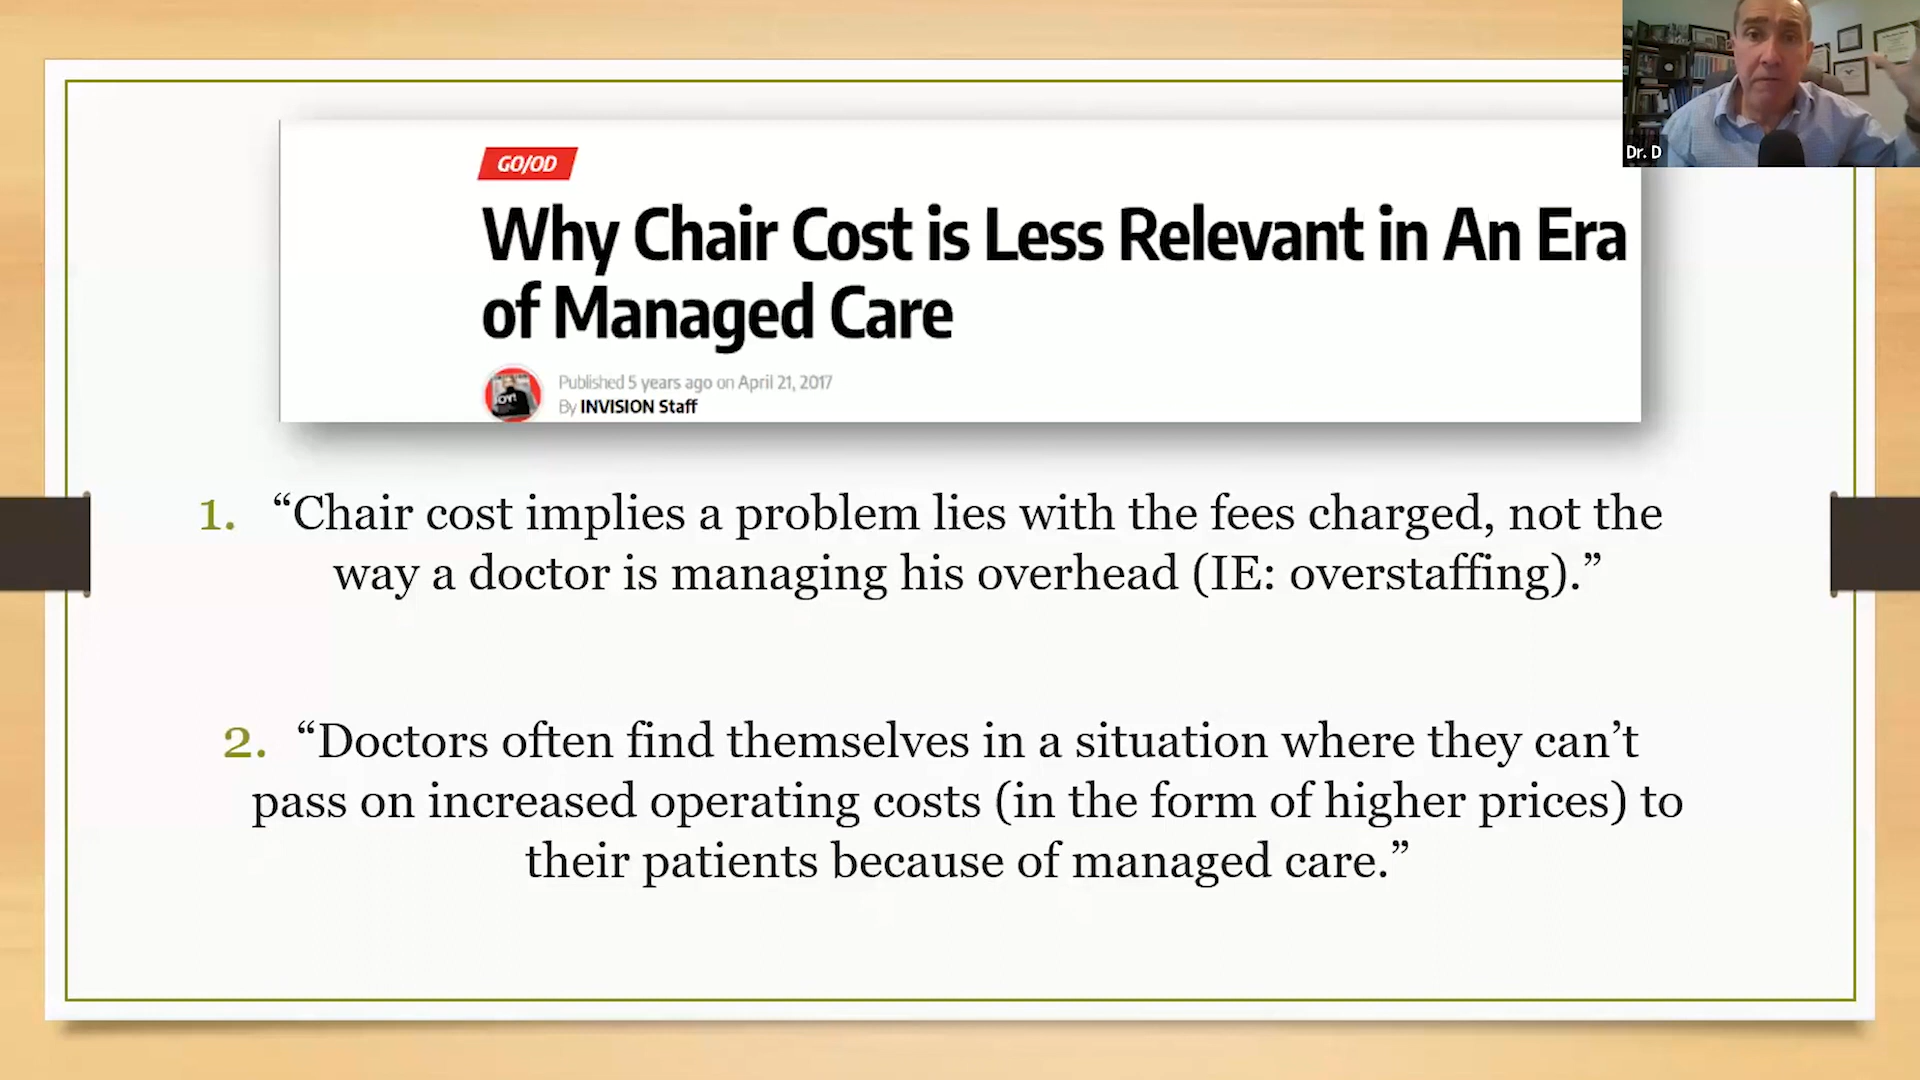 Dr. D
GO/OD
Why Chair Cost is Less Relevant in An Era
of Managed Care
JOY!
Published 5 years ago on April 21, 2017
By INVISION Staff
1. “Chair cost implies a problem lies with the fees charged, not the
way a doctor is managing his overhead (IE: overstaffing).”
2. “Doctors often find themselves in a situation where they can’t
pass on increased operating costs (in the form of higher prices) to
their patients because of managed care.”